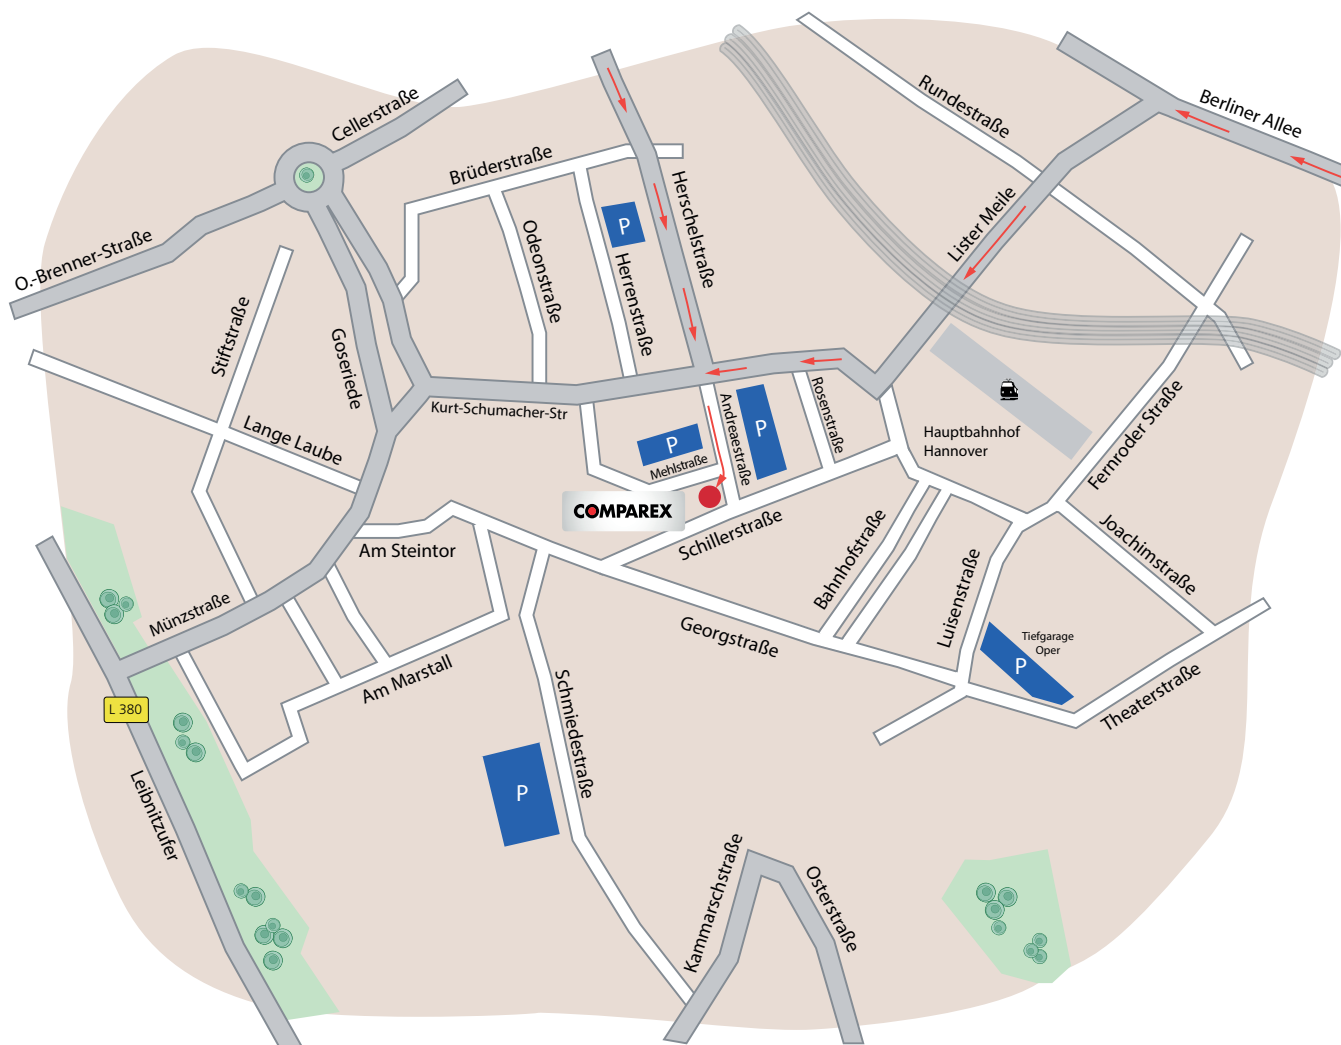 Cellerstraße
Rundestraße
Berliner Allee
Brüderstraße
O.-Brenner-Straße
Odeonstraße
P
Herrenstraße
Herschelstraße
Lister Meile
Stiftstraße
Goseriede
Kurt-Schumacher-Str
Lange Laube
P
Mehlstraße
Andreaestraße
P
Rosenstraße
Hauptbahnhof
Hannover
Fernroder Straße
COMPAREX
Schillerstraße
Am Steintor
Bahnhofstraße
Joachimstraße
Luisenstraße
Münzstraße
Georgstraße
Tiefgarage
Oper
P
Am Marstall
Theaterstraße
L 380
Schmiedestraße
P
Leibnitzufer
Kammarschstraße
Osterstraße